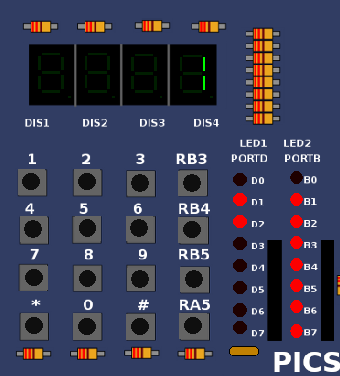 1
DIS1 DIS2 DIS3 DIS4
LED1 LED2
PORTD PORTB
1 2 3 RB3
D0 B0
D1 B1
4 5 6 RB4
D2 B2
D3 B3
7 8 9 RB5
D4 B4
D5 B5
* 0 # RA5
D6 B6
D7 B7
PICS